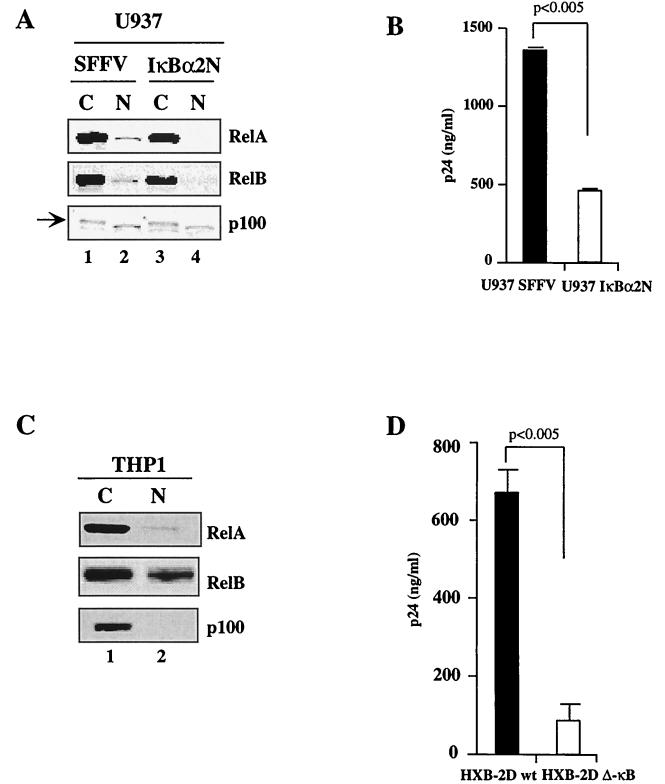 A
U937
SFFV IκBα2N
C N C N
RelA
RelB
p100
1 2 3 4
B
p<0.005
1500
1000
500
0
p24 (ng/ml)
U937 SFFV U937 IκBα2N
C
THP1
C N
RelA
RelB
p100
1 2
D
p<0.005
800
600
400
200
0
p24 (ng/ml)
HXB-2D wt HXB-2D Δ-κB